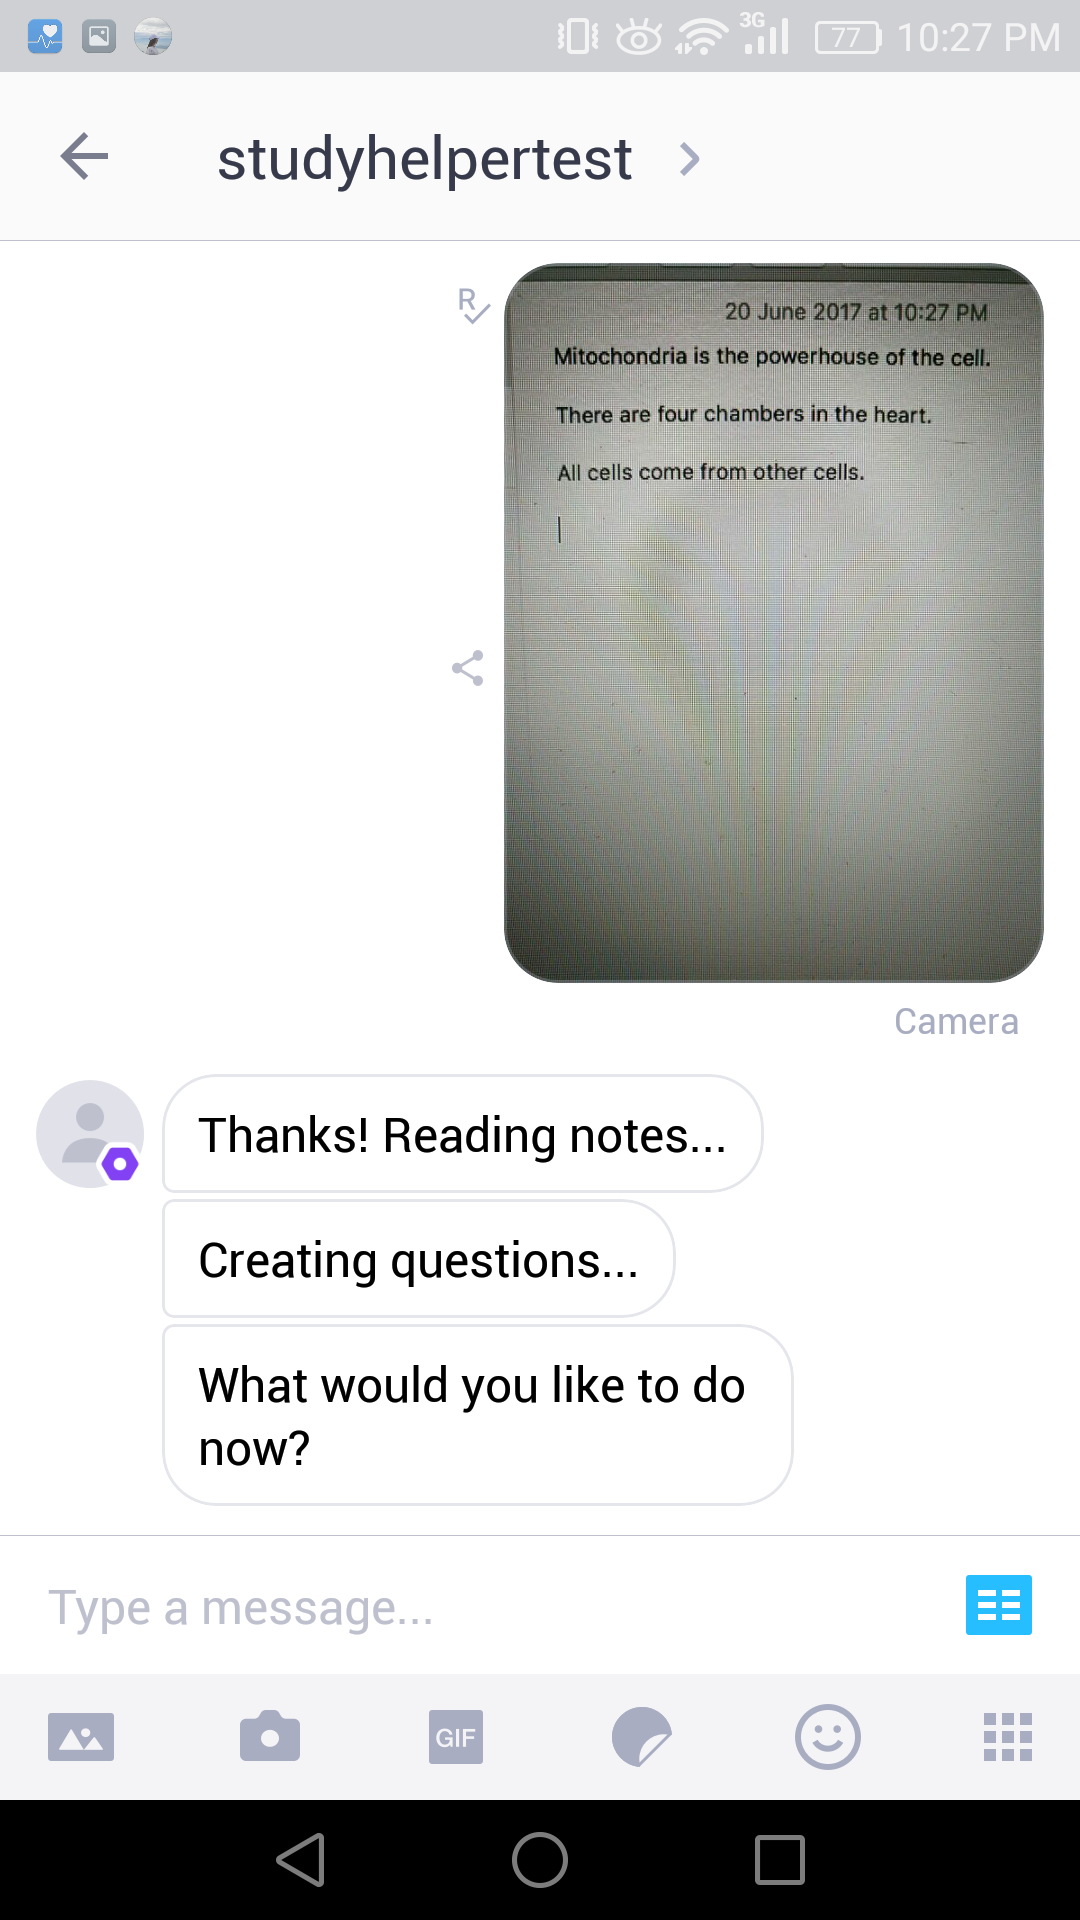 3G
77
10:27 PM
studyhelpertest
R
20 June 2017 at 10:27 PM
Mitochondria is the powerhouse of the cell.
There are four chambers in the heart.
All cells come from other cells.
Camera
Thanks! Reading notes...
Creating questions...
What would you like to do
now?
Type a message...
GIF